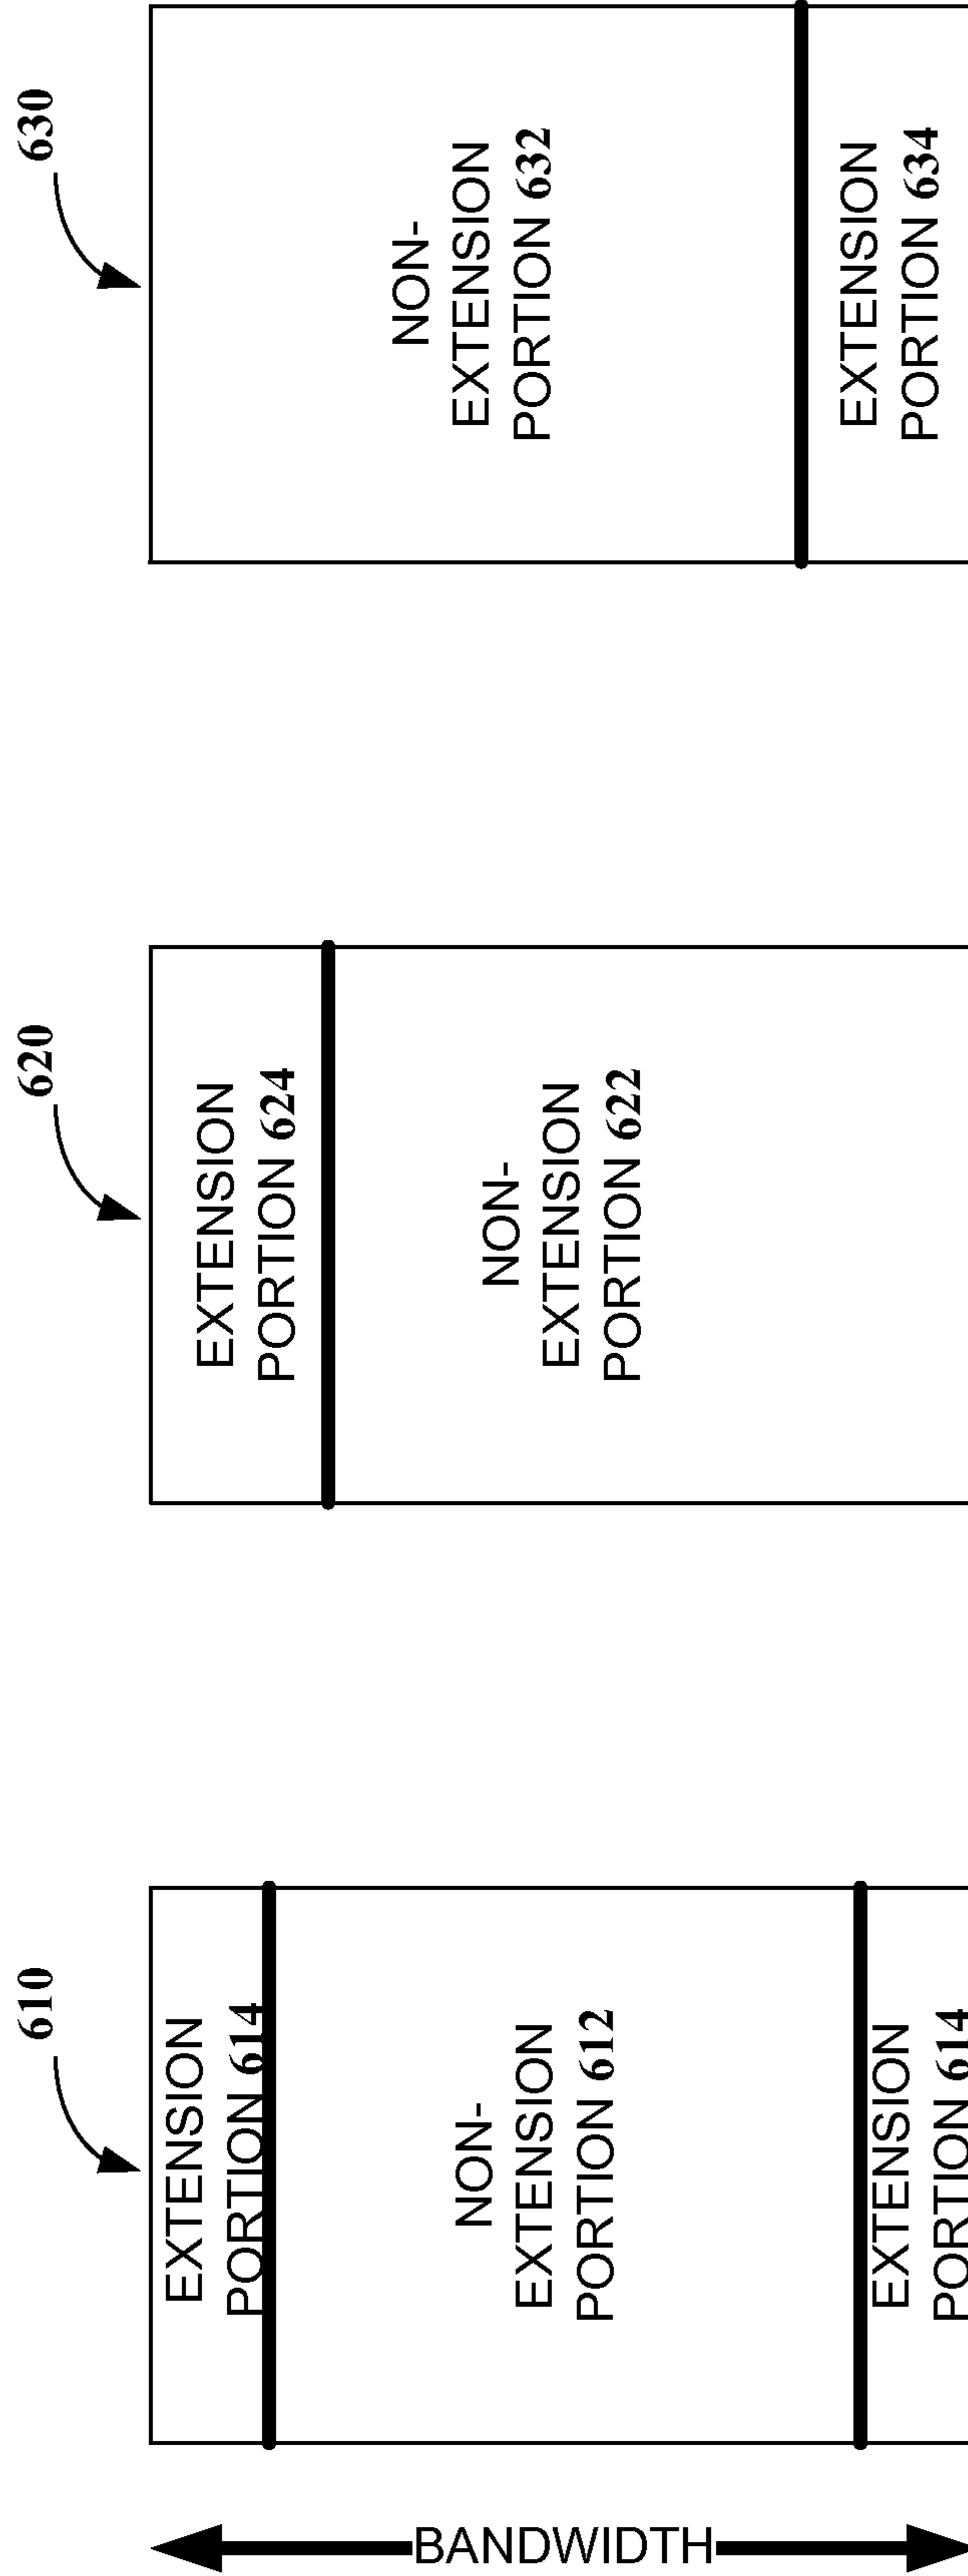 BANDWIDTH
610
EXTENSION
PORTION 614
NON-
EXTENSION
PORTION 612
EXTENSION
PORTION 614
620
EXTENSION
PORTION 624
NON-
EXTENSION
PORTION 622
630
NON-
EXTENSION
PORTION 632
EXTENSION
PORTION 634